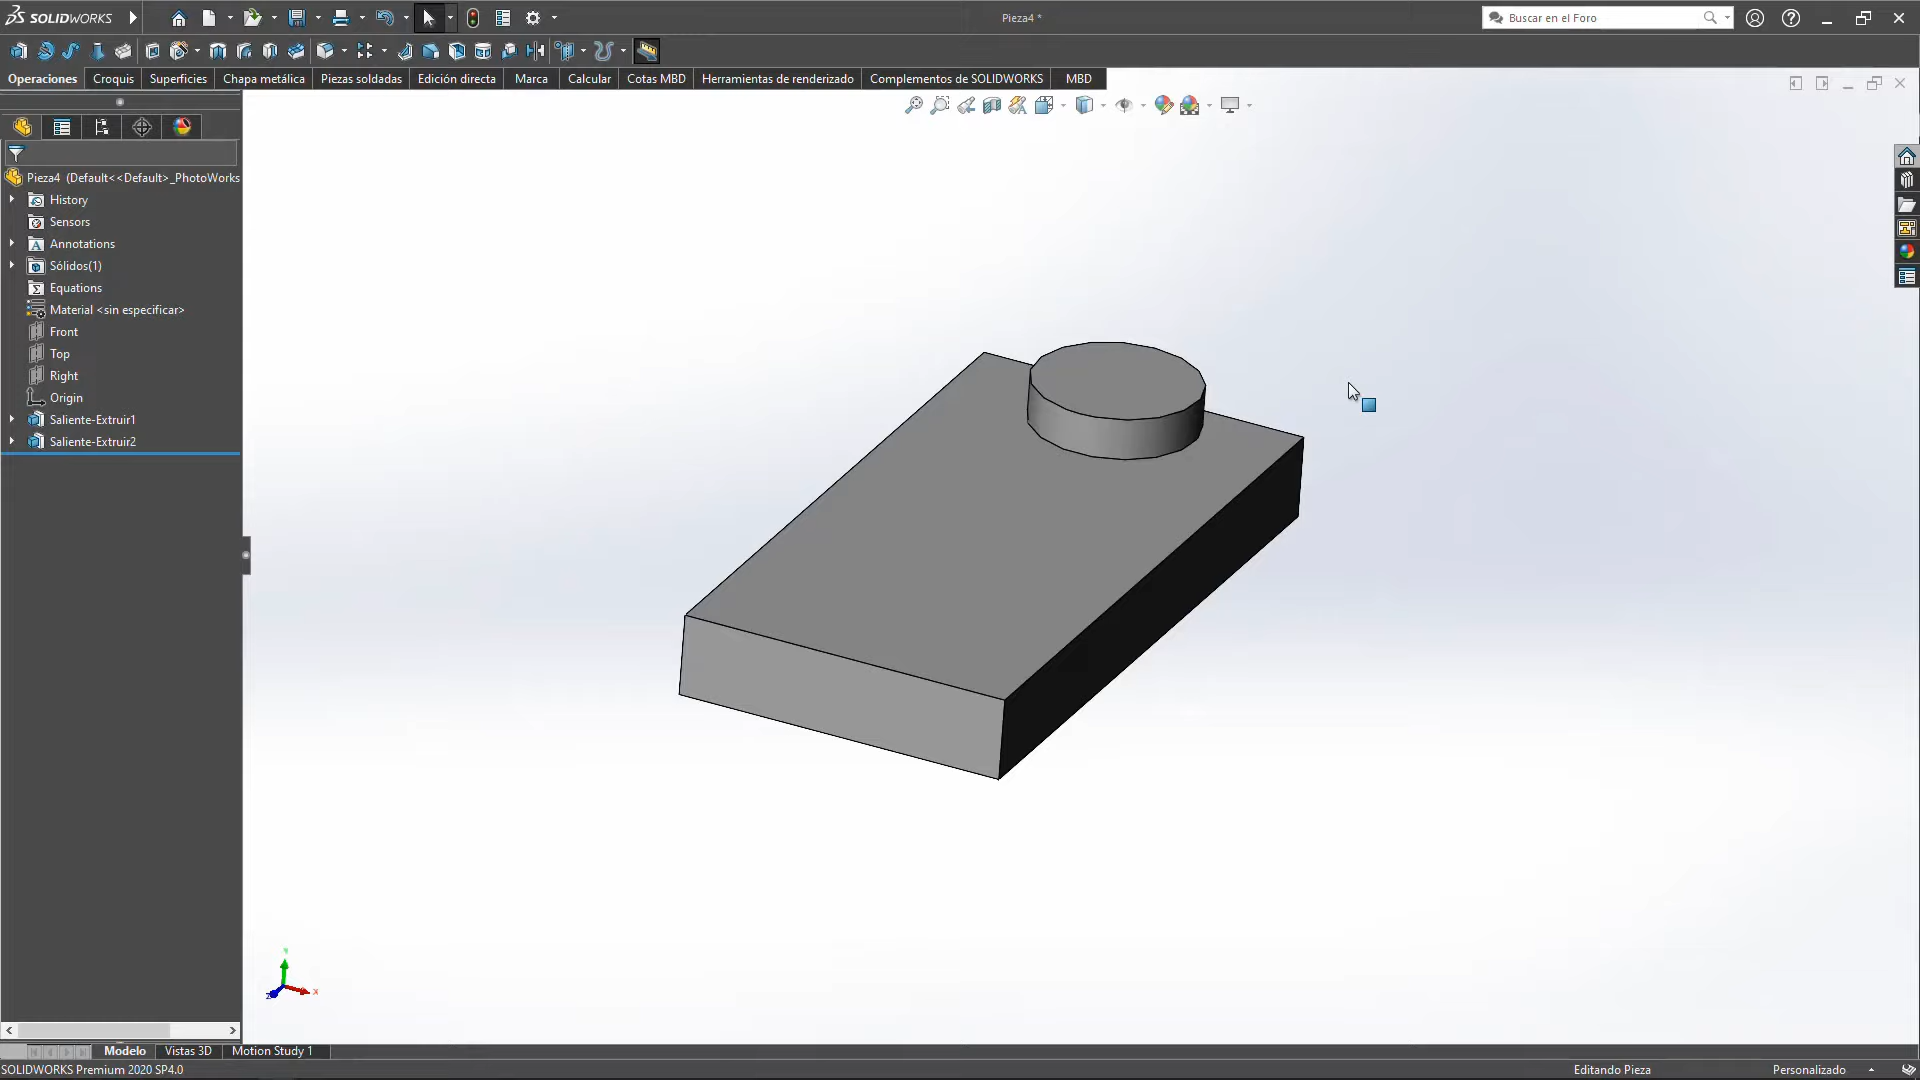 SOLIDWORKS
Pieza4 *
Buscar en el Foro
Operaciones
Croquis
Superficies
Chapa metálica
Piezas soldadas
Edición directa
Marca
Calcular
Cotas MBD
Herramientas de renderizado
Complementos de SOLIDWORKS
MBD
Pieza4 (Default<<Default>_PhotoWorks
History
Sensors
Annotations
Sólidos(1)
Equations
Material <sin especificar>
Front
Top
Right
Origin
Saliente-Extruir1
Saliente-Extruir2
Y
X
Z
Modelo
Vistas 3D
Motion Study 1
SOLIDWORKS Premium 2020 SP4.0
Editando Pieza
Personalizado